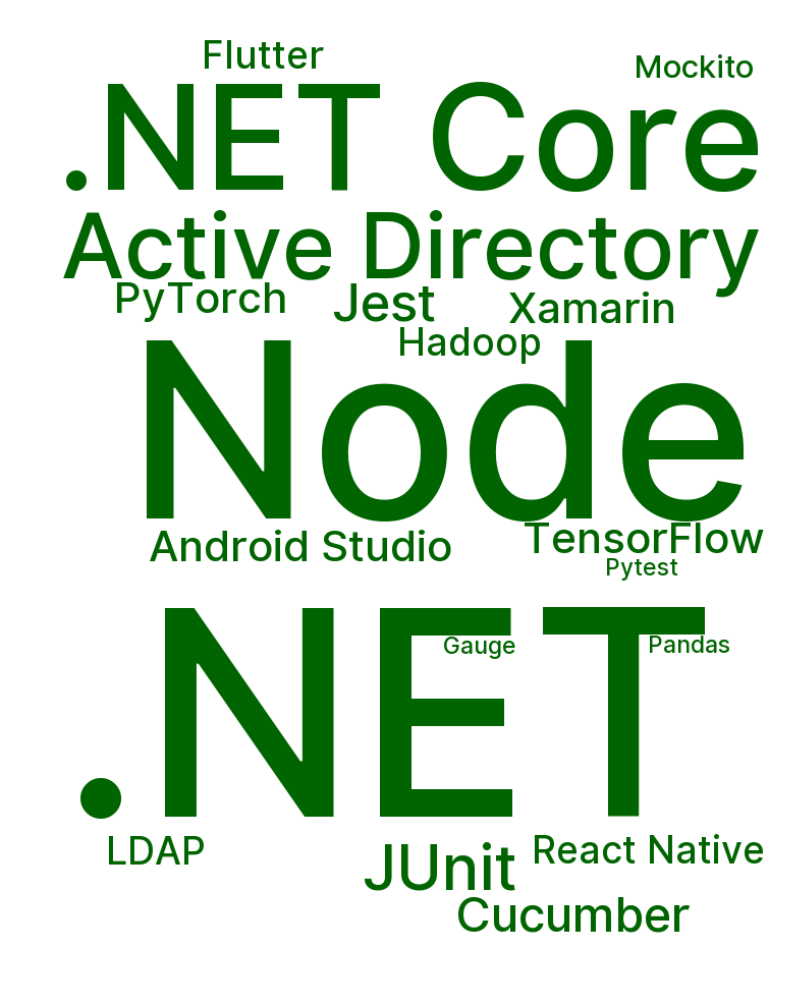 Flutter
Mockito
.NET Core
Active Directory
PyTorch
Jest
Xamarin
Hadoop
Node
Android Studio
TensorFlow
Pytest
.NET
Gauge
Pandas
LDAP
JUnit
React Native
Cucumber